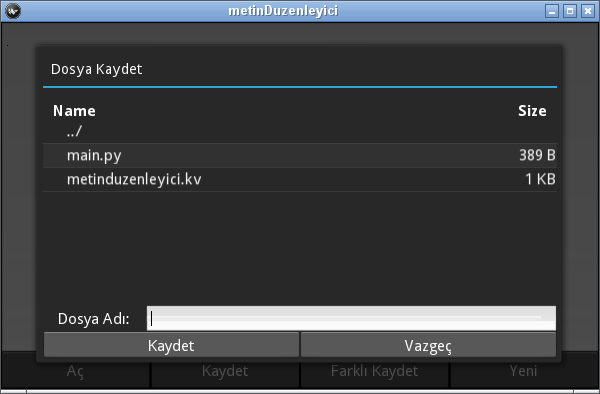 metinDuzenleyici
Dosya Kaydet
Name Size
../
main.py 389 B
metinduzenleyici.kv 1 KB
Dosya Adı:
Kaydet Vazgeç
Aç Kaydet Farklı Kaydet Yeni